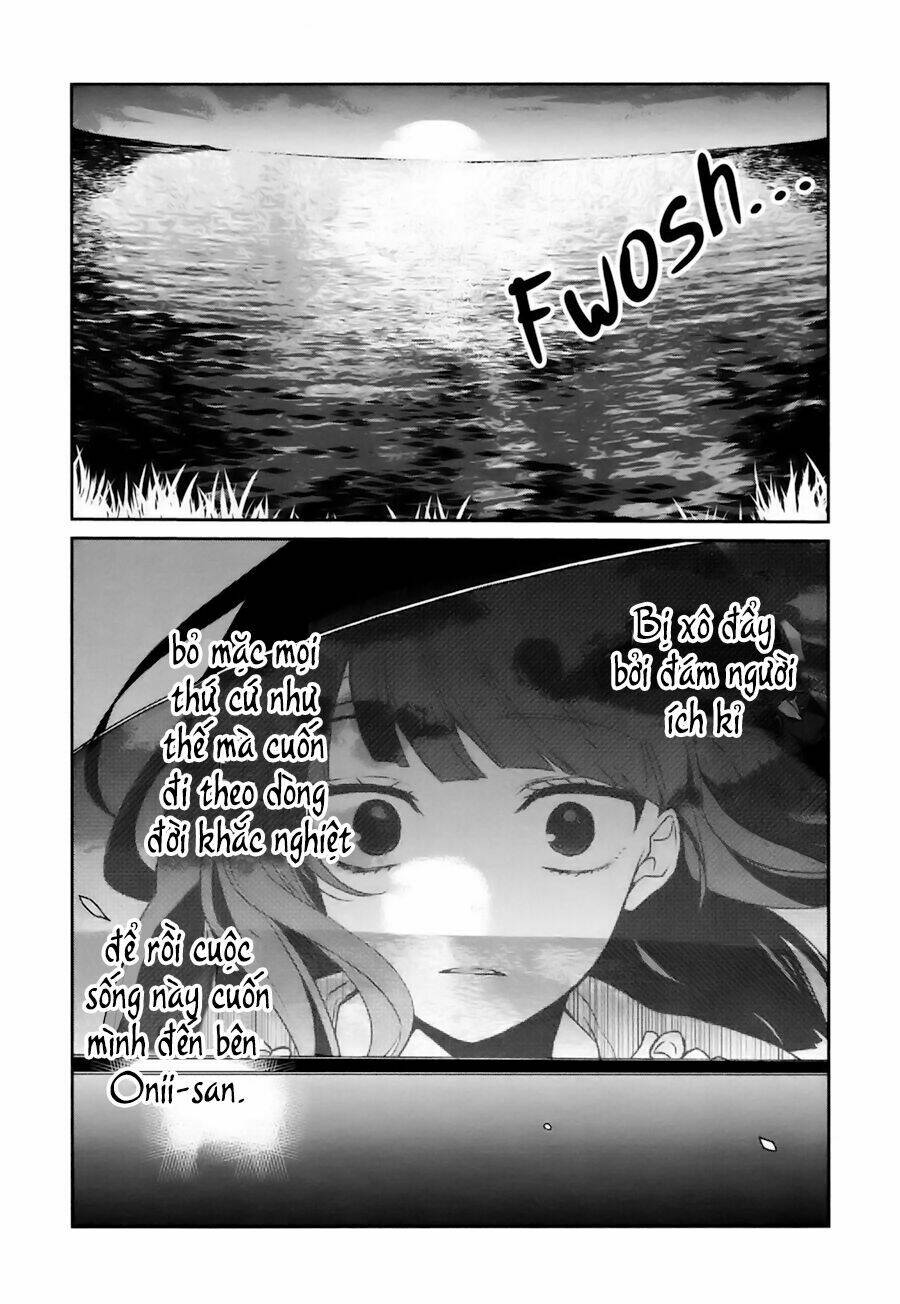 Fwosh...
Bị xô đẩy
bởi đám người
ích kỉ
bỏ mặc mọi
thứ cứ như
thế mà cuốn
đi theo dòng
đời khắc nghiệt
để rồi cuộc
sống này cuốn
mình đến bên
Onii-san.